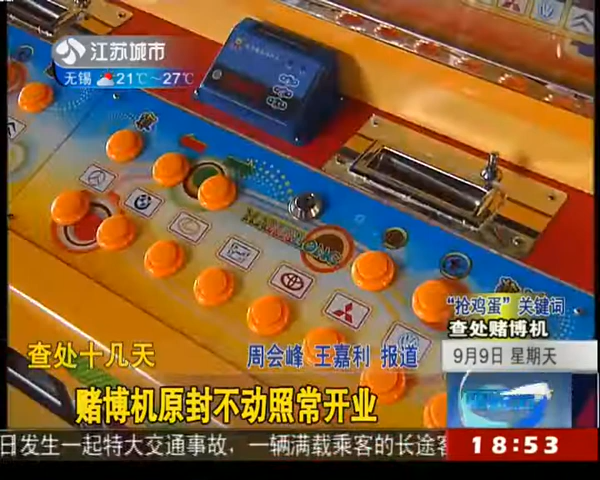 江苏城市
无锡 21℃~27℃
"抢鸡蛋"关键词
查处赌博机
9月9日 星期天
查处十几天
周会峰 王嘉利 报道
赌博机原封不动照常开业
日发生一起特大交通事故，一辆满载乘客的长途客
18:53